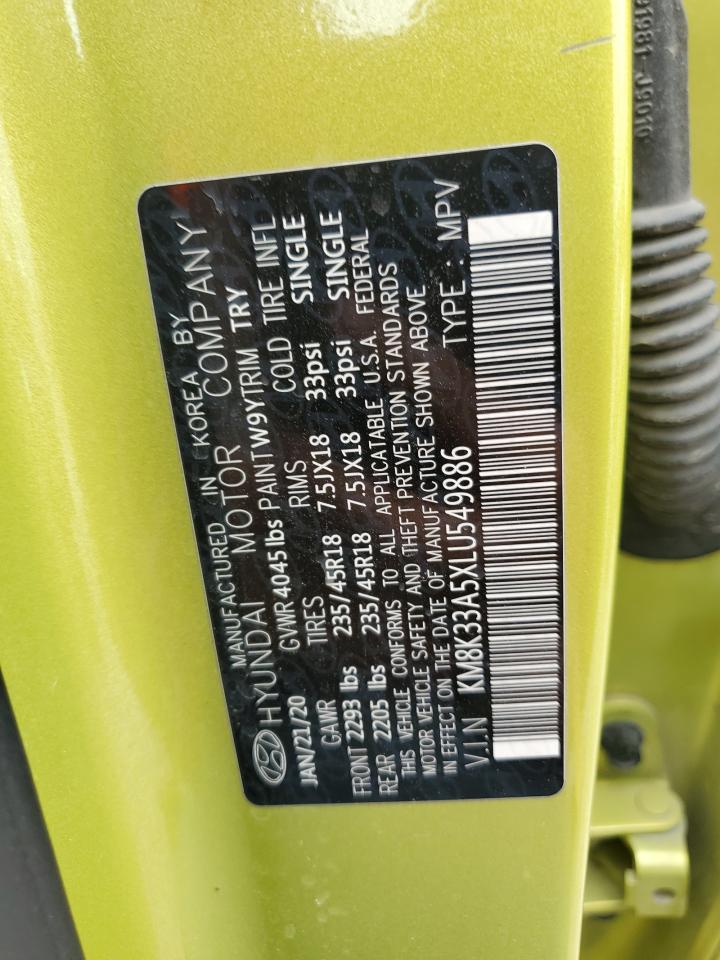 MANUFACTURED IN KOREA BY
HYUNDAI MOTOR COMPANY
JAN/21/20 GVWR 4045 lbs PAINT W9Y TRIM TRY
GAWR TIRES RIMS COLD TIRE INFL
FRONT 2293 lbs 235/45R18 7.5JX18 33psi SINGLE
REAR 2205 lbs 235/45R18 7.5JX18 33psi SINGLE
THIS VEHICLE CONFORMS TO ALL APPLICATABLE U.S.A. FEDERAL
MOTOR VEHICLE SAFETY AND THEFT PREVENTION STANDARDS
IN EFFECT ON THE DATE OF MANUFACTURE SHOWN ABOVE
V.I.N KM8K33A5XLU549886 TYPE : MPV
91981-J9010